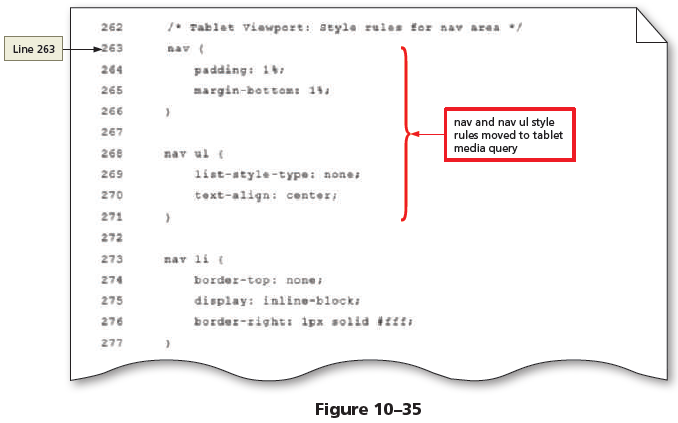 262 /* Tablet Viewport: Style rules for nav area */
Line 263
263 nav {
264 padding: 1%;
265 margin-bottom: 1%;
266 }
267
268 nav ul {
269 list-style-type: none;
270 text-align: center;
271 }
272
273 nav li {
274 border-top: none;
275 display: inline-block;
276 border-right: 1px solid #fff;
277 }
nav and nav ul style
rules moved to tablet
media query
Figure 10–35